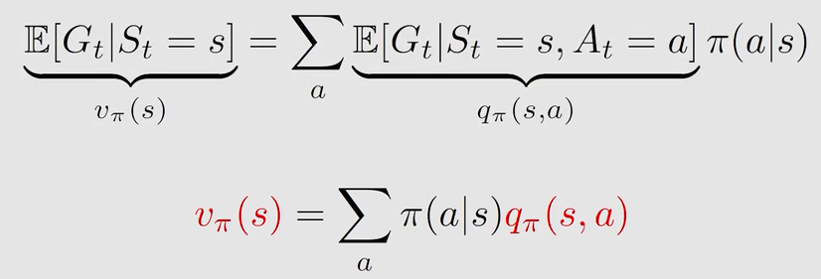 𝔼[G_t|S_t = s] = ∑_a 𝔼[G_t|S_t = s, A_t = a] π(a|s)
v_π(s) q_π(s,a)
v_π(s) = ∑_a π(a|s)q_π(s, a)